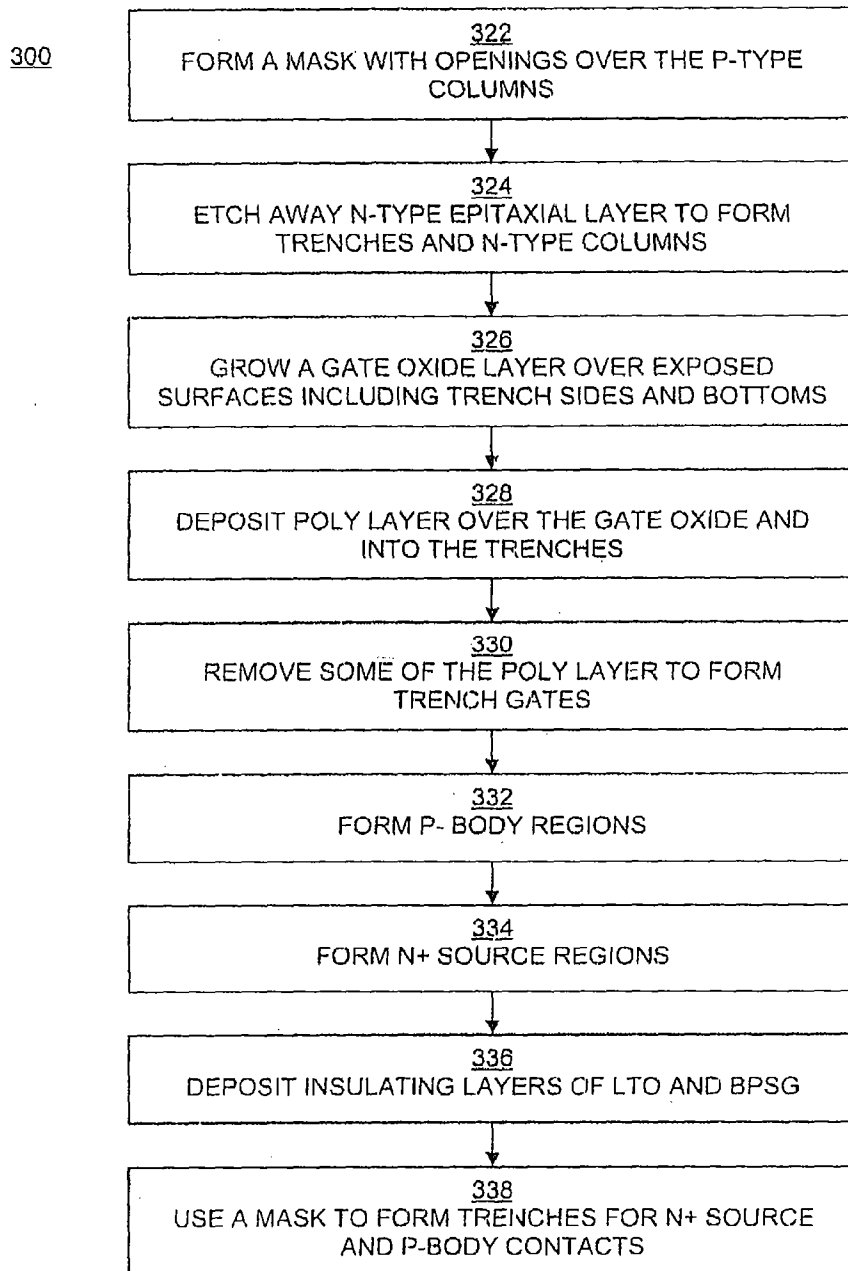 300
322
FORM A MASK WITH OPENINGS OVER THE P-TYPE
COLUMNS
324
ETCH AWAY N-TYPE EPITAXIAL LAYER TO FORM
TRENCHES AND N-TYPE COLUMNS
326
GROW A GATE OXIDE LAYER OVER EXPOSED
SURFACES INCLUDING TRENCH SIDES AND BOTTOMS
328
DEPOSIT POLY LAYER OVER THE GATE OXIDE AND
INTO THE TRENCHES
330
REMOVE SOME OF THE POLY LAYER TO FORM
TRENCH GATES
332
FORM P- BODY REGIONS
334
FORM N+ SOURCE REGIONS
336
DEPOSIT INSULATING LAYERS OF LTO AND BPSG
338
USE A MASK TO FORM TRENCHES FOR N+ SOURCE
AND P-BODY CONTACTS